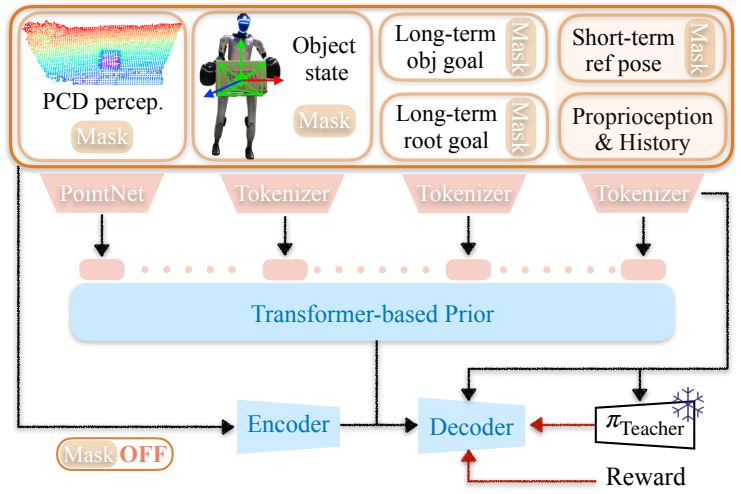 PCD percep.
Mask
Object
state
Mask
Long-term
obj goal
Mask
Long-term
root goal
Mask
Short-term
ref pose
Mask
Proprioception
& History
PointNet
Tokenizer
Tokenizer
Tokenizer
Transformer-based Prior
Encoder
Decoder
πTeacher
Mask OFF
Reward